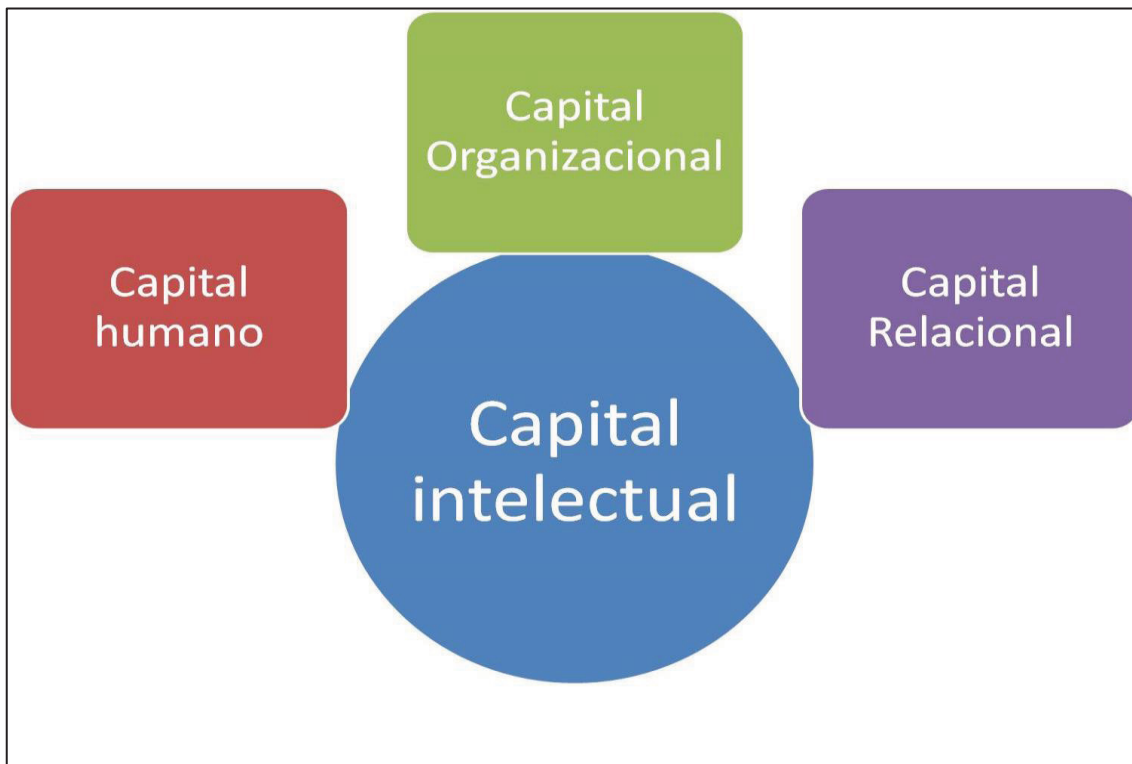 Capital
Organizacional
Capital
humano
Capital
Relacional
Capital
intelectual